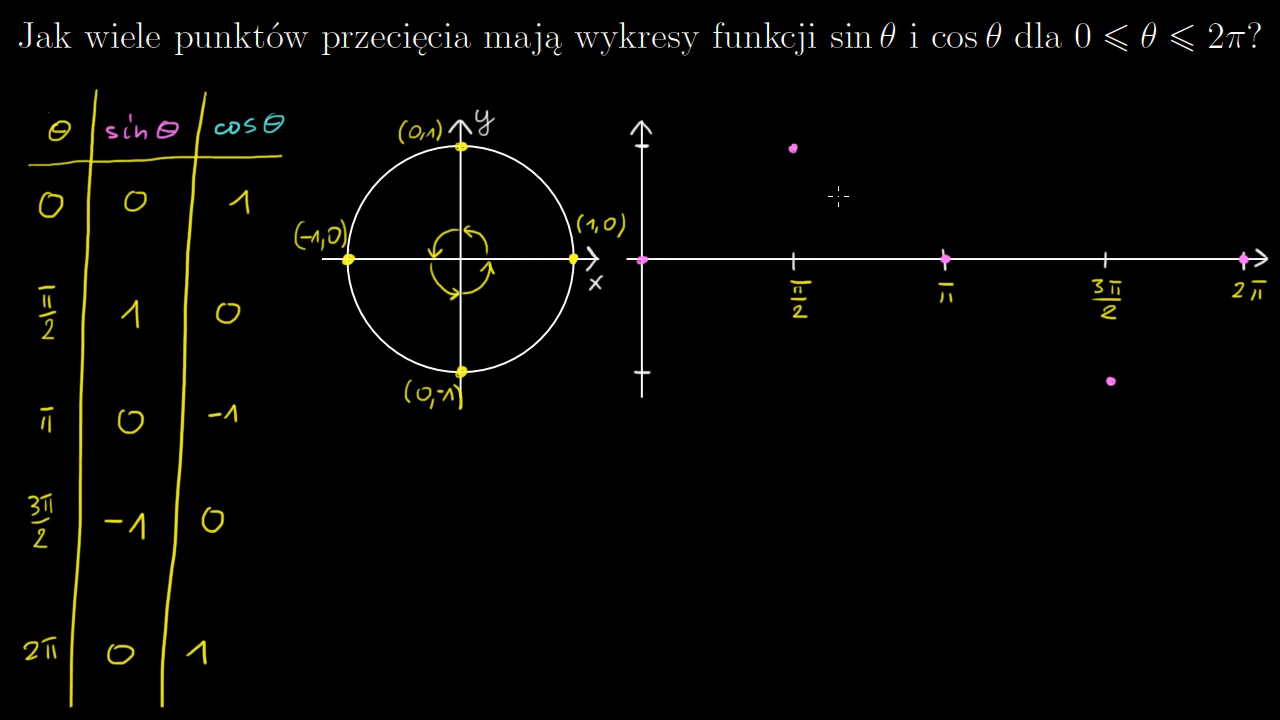 Jak wiele punktów przecięcia mają wykresy funkcji sin θ i cos θ dla 0 ⩽ θ ⩽ 2π?
θ sinθ cosθ
0 0 1
π/2 1 0
π 0 -1
3π/2 -1 0
2π 0 1
(0,1) y
(-1,0) (1,0)
x
(0,-1)
π/2 π 3π/2 2π